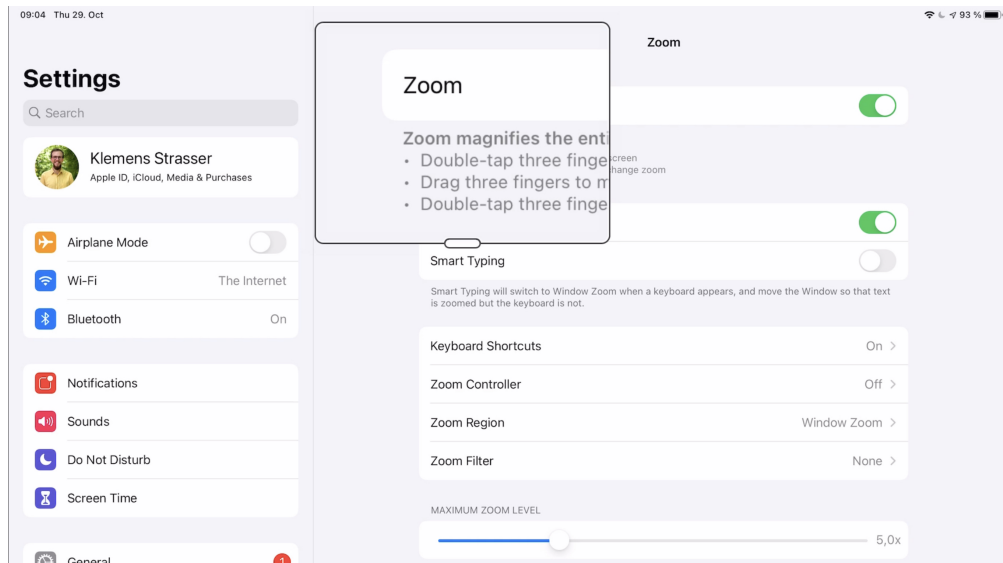 09:04 Thu 29. Oct
93 %
Settings
Search
Klemens Strasser
Apple ID, iCloud, Media & Purchases
Airplane Mode
Wi-Fi The Internet
Bluetooth On
Notifications
Sounds
Do Not Disturb
Screen Time
General 1
Zoom
Zoom
Zoom magnifies the enti
• Double-tap three finge
screen
• Drag three fingers to m
change zoom
• Double-tap three finge
Smart Typing
Smart Typing will switch to Window Zoom when a keyboard appears, and move the Window so that text
is zoomed but the keyboard is not.
Keyboard Shortcuts On
Zoom Controller Off
Zoom Region Window Zoom
Zoom Filter None
MAXIMUM ZOOM LEVEL
5,0x